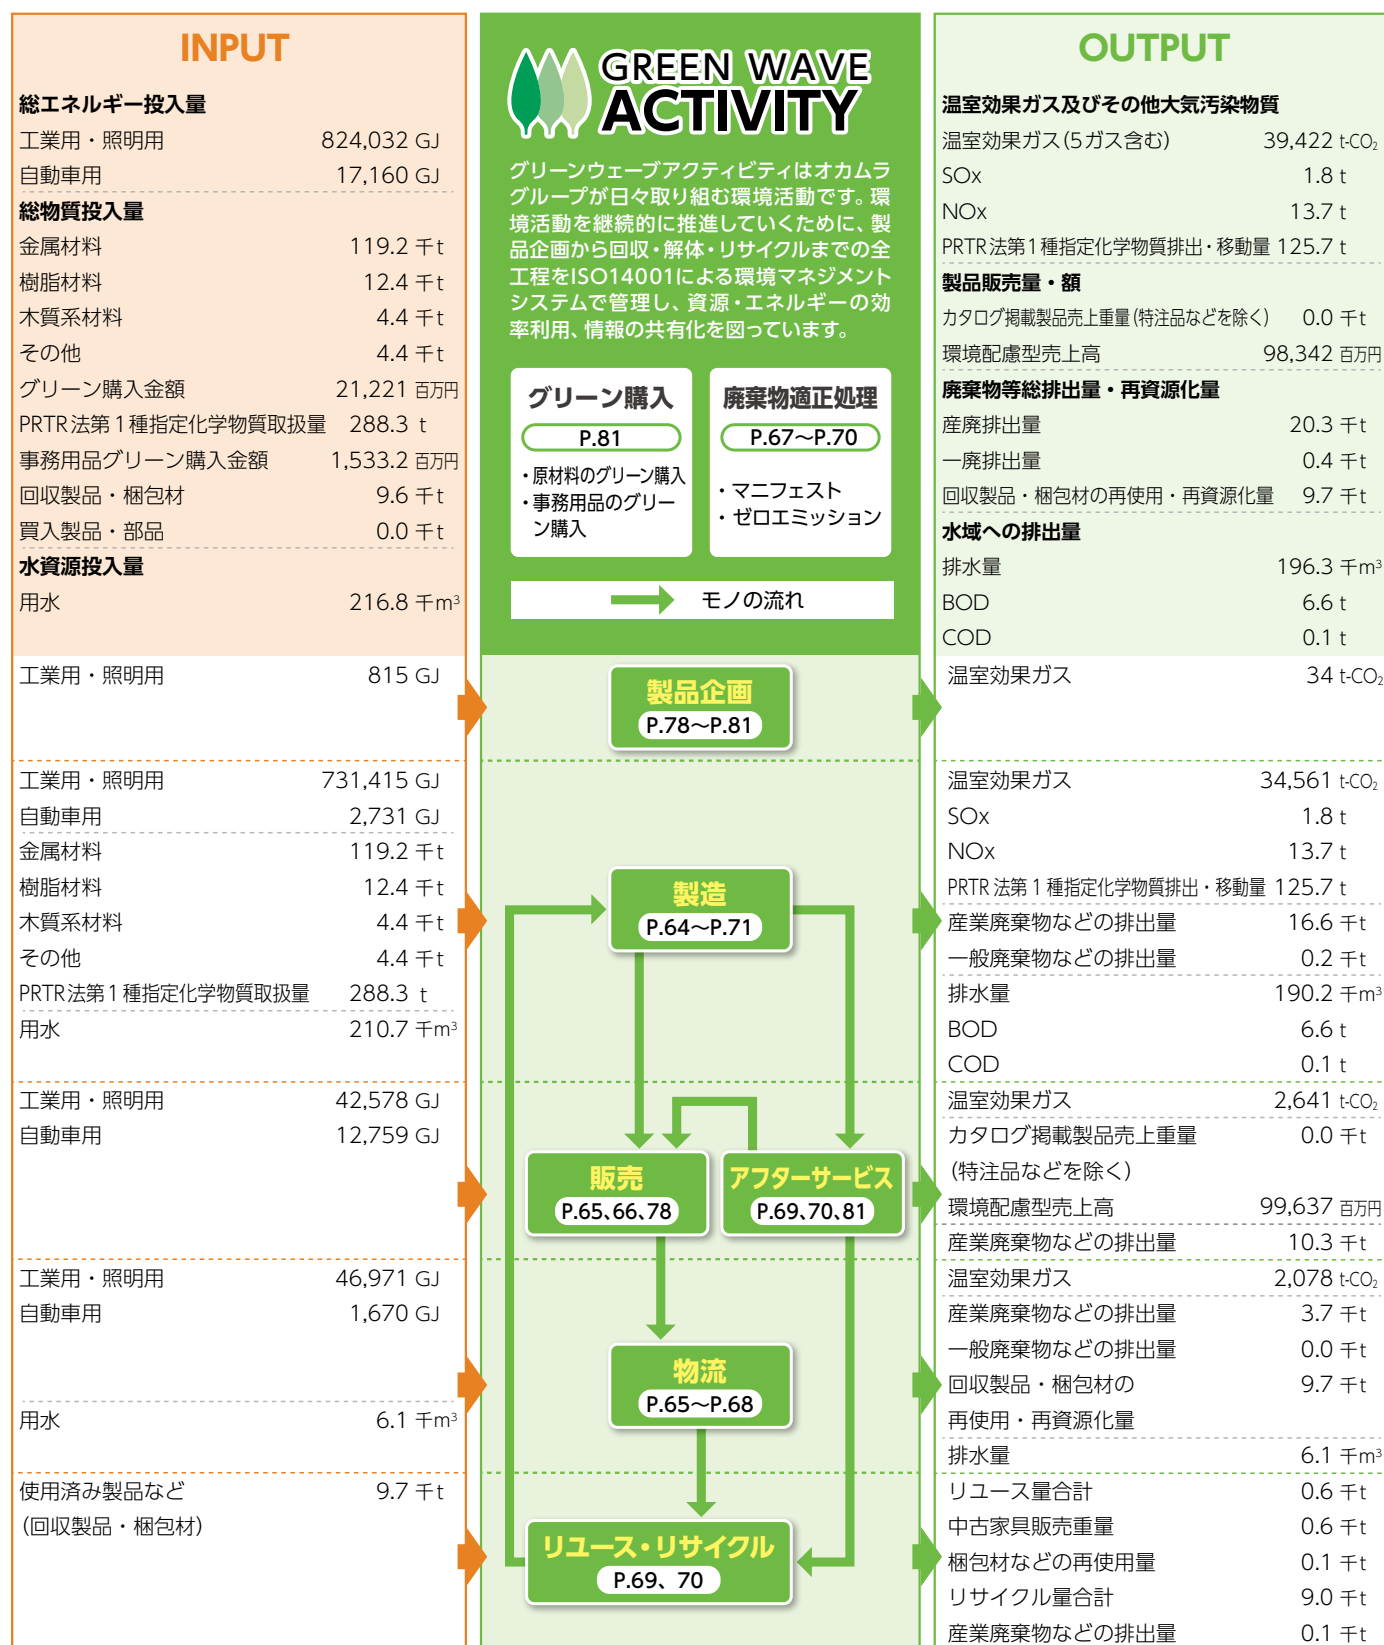 INPUT
総エネルギー投入量
工業用・照明用 824,032 GJ
自動車用 17,160 GJ
総物質投入量
金属材料 119.2 千t
樹脂材料 12.4 千t
木質系材料 4.4 千t
その他 4.4 千t
グリーン購入金額 21,221 百万円
PRTR法第1種指定化学物質取扱量 288.3 t
事務用品グリーン購入金額 1,533.2 百万円
回収製品・梱包材 9.6 千t
買入製品・部品 0.0 千t
水資源投入量
用水 216.8 千m³
GREEN WAVE
ACTIVITY
グリーンウェーブアクティビティはオカムラ
グループが日々取り組む環境活動です。環
境活動を継続的に推進していくために、製
品企画から回収・解体・リサイクルまでの全
工程をISO14001による環境マネジメント
システムで管理し、資源・エネルギーの効
率利用、情報の共有化を図っています。
グリーン購入
P.81
・原材料のグリーン購入
・事務用品のグリー
ン購入
廃棄物適正処理
P.67〜P.70
・マニフェスト
・ゼロエミッション
モノの流れ
OUTPUT
温室効果ガス及びその他大気汚染物質
温室効果ガス(5ガス含む) 39,422 t-CO₂
SOx 1.8 t
NOx 13.7 t
PRTR法第1種指定化学物質排出・移動量 125.7 t
製品販売量・額
カタログ掲載製品売上重量(特注品などを除く) 0.0 千t
環境配慮型売上高 98,342 百万円
廃棄物等総排出量・再資源化量
産廃排出量 20.3 千t
一廃排出量 0.4 千t
回収製品・梱包材の再使用・再資源化量 9.7 千t
水域への排出量
排水量 196.3 千m³
BOD 6.6 t
COD 0.1 t
工業用・照明用 815 GJ
製品企画
P.78〜P.81
温室効果ガス 34 t-CO₂
工業用・照明用 731,415 GJ
自動車用 2,731 GJ
金属材料 119.2 千t
樹脂材料 12.4 千t
木質系材料 4.4 千t
その他 4.4 千t
PRTR法第1種指定化学物質取扱量 288.3 t
用水 210.7 千m³
製造
P.64〜P.71
温室効果ガス 34,561 t-CO₂
SOx 1.8 t
NOx 13.7 t
PRTR法第1種指定化学物質排出・移動量 125.7 t
産業廃棄物などの排出量 16.6 千t
一般廃棄物などの排出量 0.2 千t
排水量 190.2 千m³
BOD 6.6 t
COD 0.1 t
工業用・照明用 42,578 GJ
自動車用 12,759 GJ
販売
P.65、66、78
アフターサービス
P.69、70、81
温室効果ガス 2,641 t-CO₂
カタログ掲載製品売上重量 0.0 千t
(特注品などを除く)
環境配慮型売上高 99,637 百万円
産業廃棄物などの排出量 10.3 千t
工業用・照明用 46,971 GJ
自動車用 1,670 GJ
用水 6.1 千m³
物流
P.65〜P.68
温室効果ガス 2,078 t-CO₂
産業廃棄物などの排出量 3.7 千t
一般廃棄物などの排出量 0.0 千t
回収製品・梱包材の 9.7 千t
再使用・再資源化量
排水量 6.1 千m³
使用済み製品など 9.7 千t
(回収製品・梱包材)
リユース・リサイクル
P.69、70
リユース量合計 0.6 千t
中古家具販売重量 0.6 千t
梱包材などの再使用量 0.1 千t
リサイクル量合計 9.0 千t
産業廃棄物などの排出量 0.1 千t